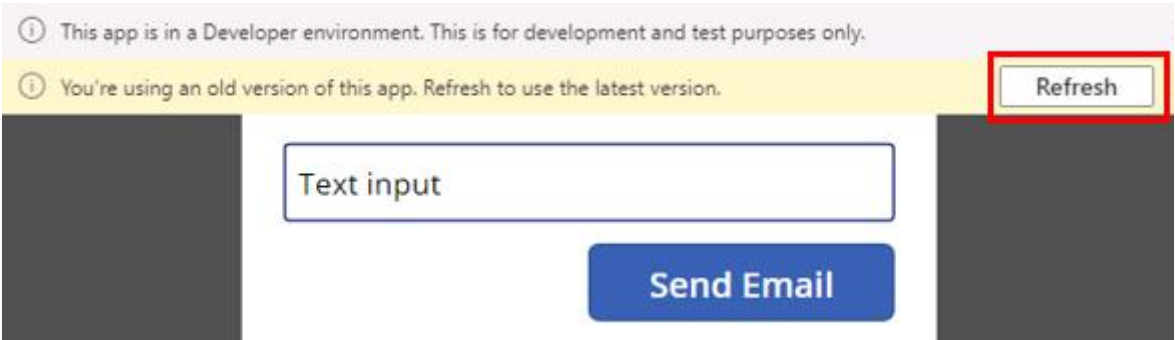 This app is in a Developer environment. This is for development and test purposes only.
You're using an old version of this app. Refresh to use the latest version.
Refresh
Text input
Send Email